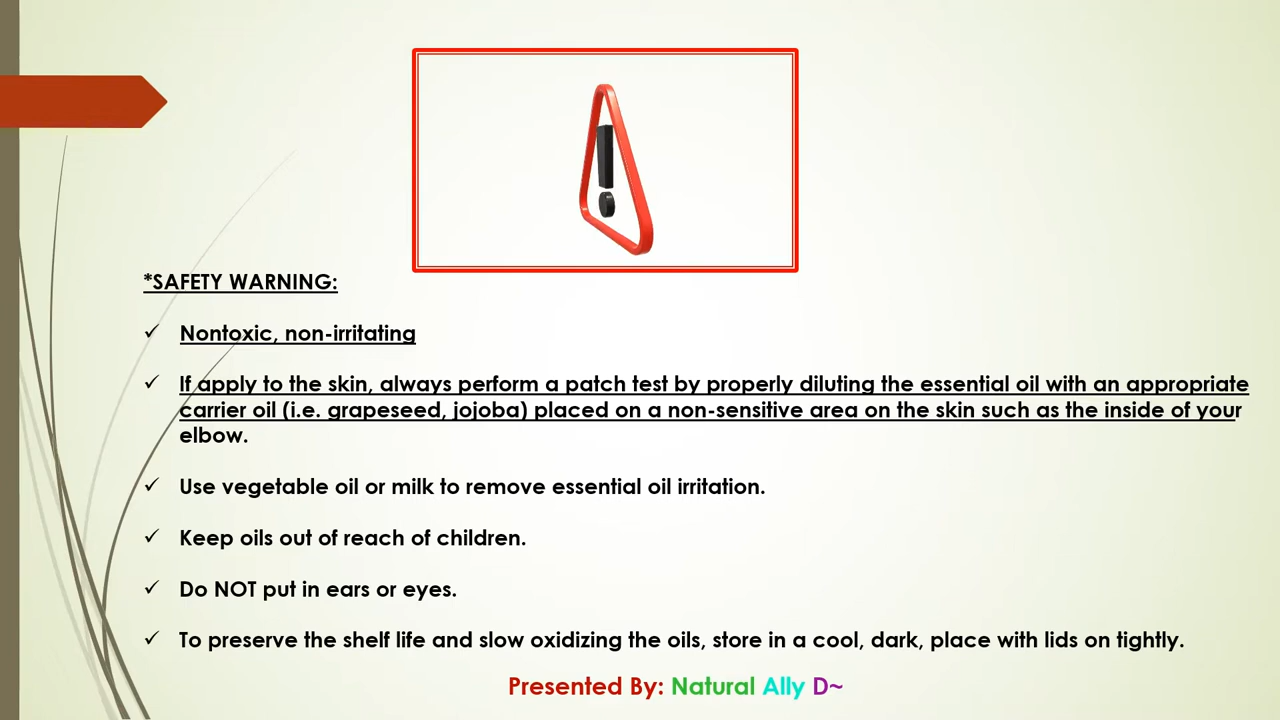 *SAFETY WARNING:
✓ Nontoxic, non-irritating
✓ If apply to the skin, always perform a patch test by properly diluting the essential oil with an appropriate
carrier oil (i.e. grapeseed, jojoba) placed on a non-sensitive area on the skin such as the inside of your
elbow.
✓ Use vegetable oil or milk to remove essential oil irritation.
✓ Keep oils out of reach of children.
✓ Do NOT put in ears or eyes.
✓ To preserve the shelf life and slow oxidizing the oils, store in a cool, dark, place with lids on tightly.
Presented By: Natural Ally D~